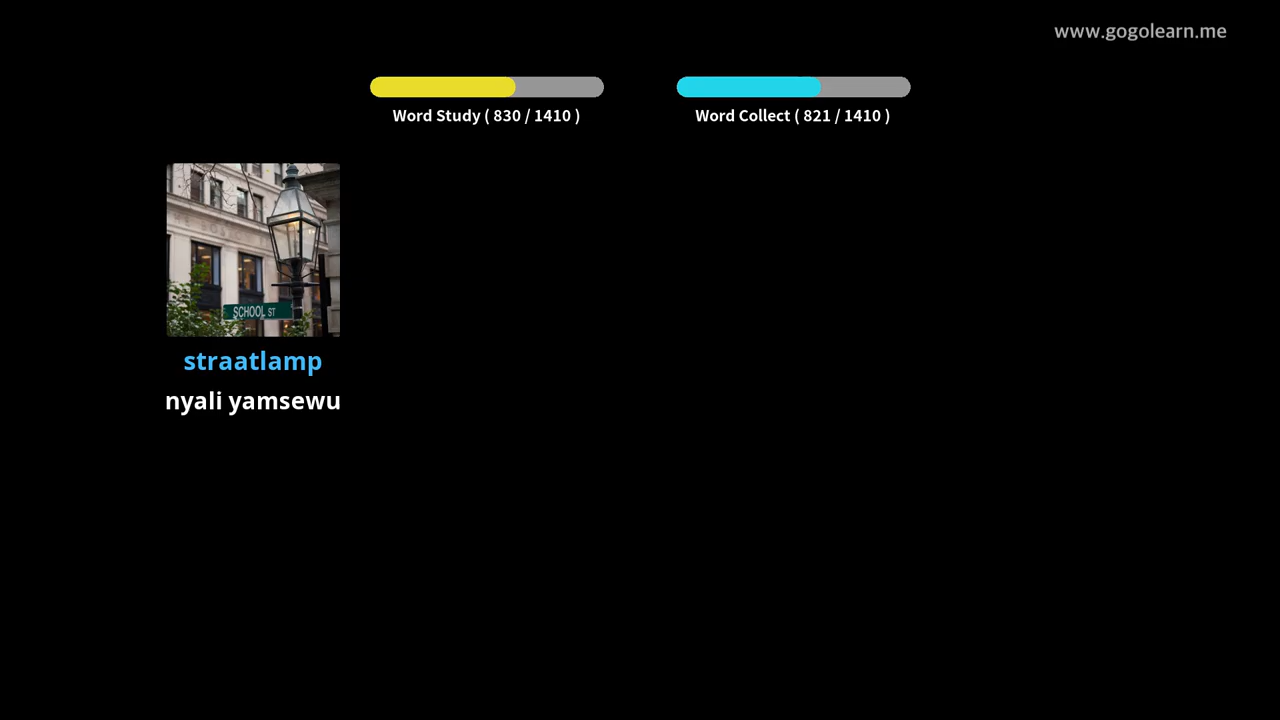 www.gogolearn.me
Word Study ( 830 / 1410 )
Word Collect ( 821 / 1410 )
SCHOOL ST
straatlamp
nyali yamsewu